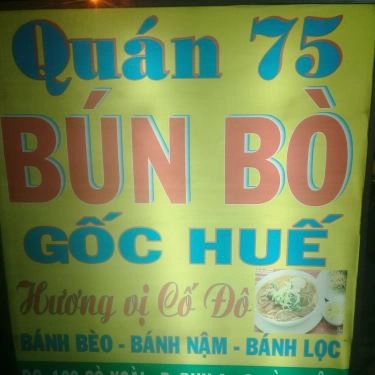 Quán 75
BÚN BÒ
GỐC HUẾ
Hương vị Cố Đô
BÁNH BÈO - BÁNH NẬM - BÁNH LỌC